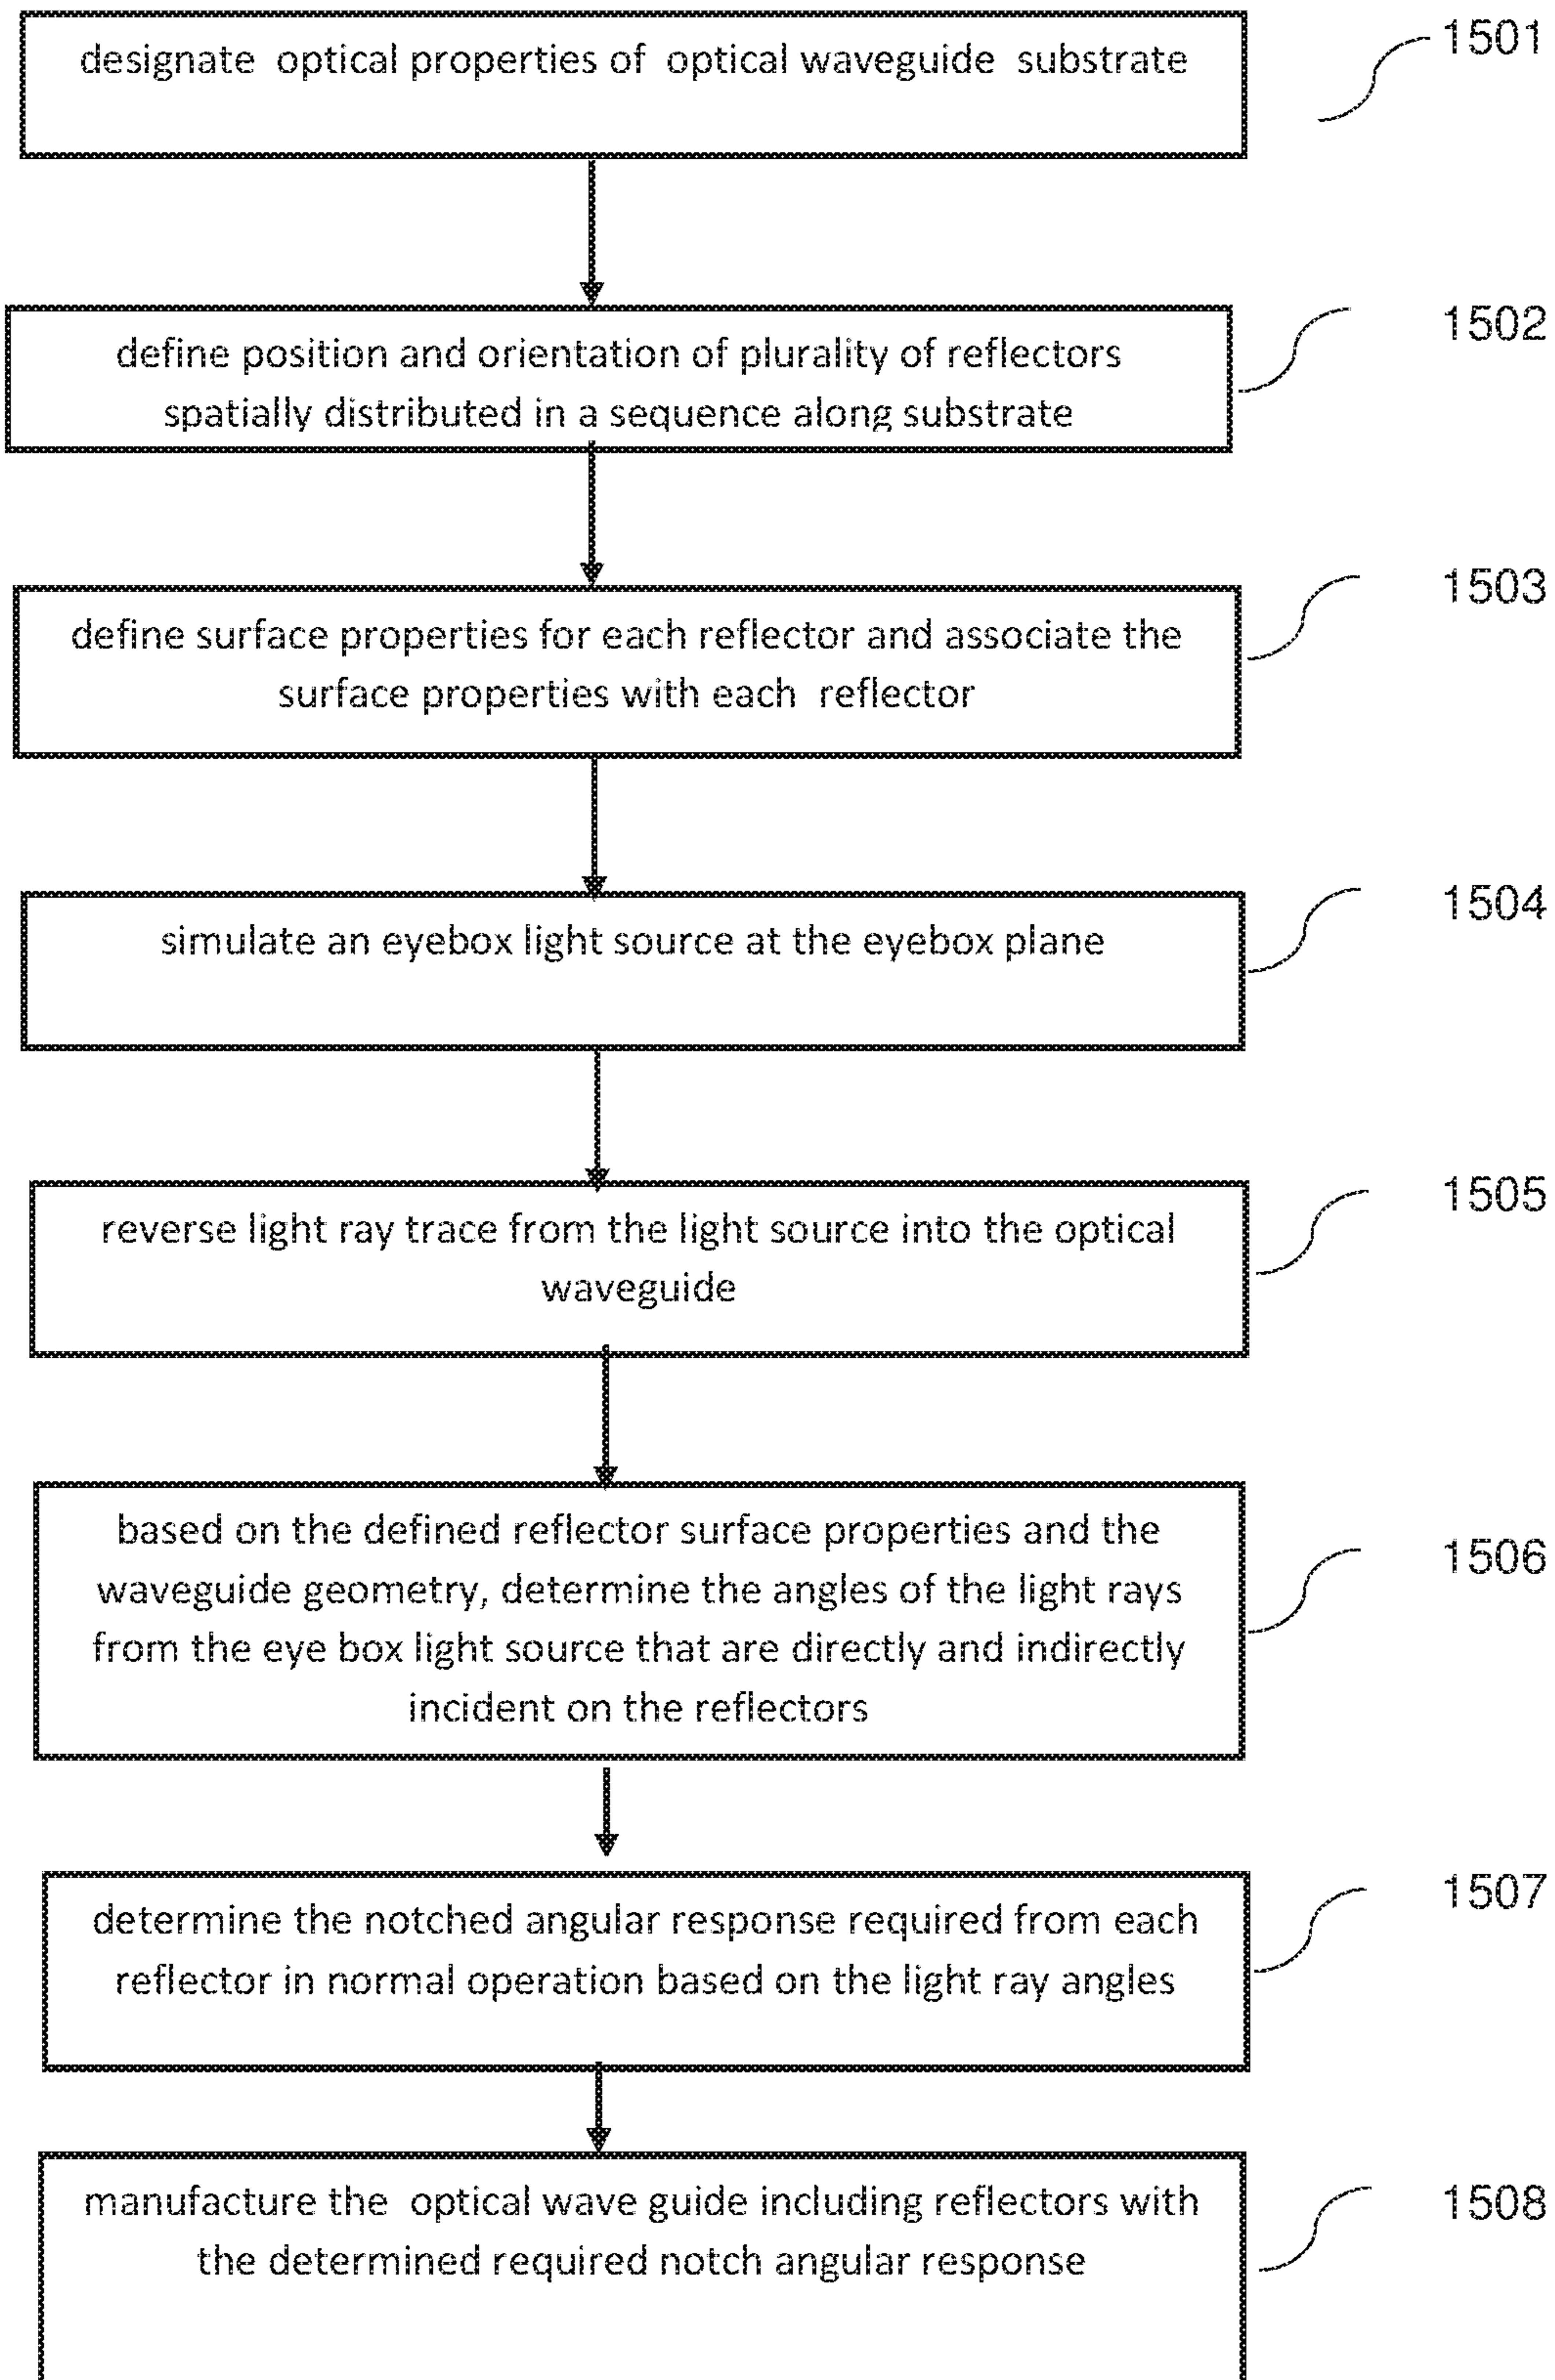 designate optical properties of optical waveguide substrate
1501
define position and orientation of plurality of reflectors
spatially distributed in a sequence along substrate
1502
define surface properties for each reflector and associate the
surface properties with each reflector
1503
simulate an eyebox light source at the eyebox plane
1504
reverse light ray trace from the light source into the optical
waveguide
1505
based on the defined reflector surface properties and the
waveguide geometry, determine the angles of the light rays
from the eye box light source that are directly and indirectly
incident on the reflectors
1506
determine the notched angular response required from each
reflector in normal operation based on the light ray angles
1507
manufacture the optical wave guide including reflectors with
the determined required notch angular response
1508